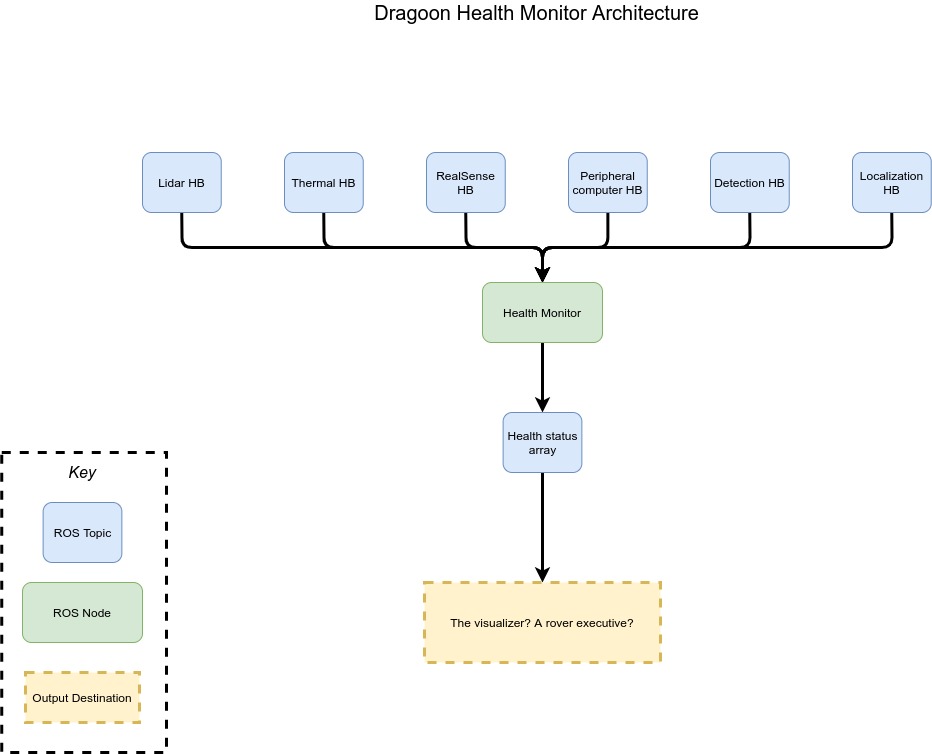 Dragoon Health Monitor Architecture
Lidar HB
Thermal HB
RealSense
HB
Peripheral
computer HB
Detection HB
Localization
HB
Health Monitor
Health status
array
Key
ROS Topic
ROS Node
Output Destination
The visualizer? A rover executive?